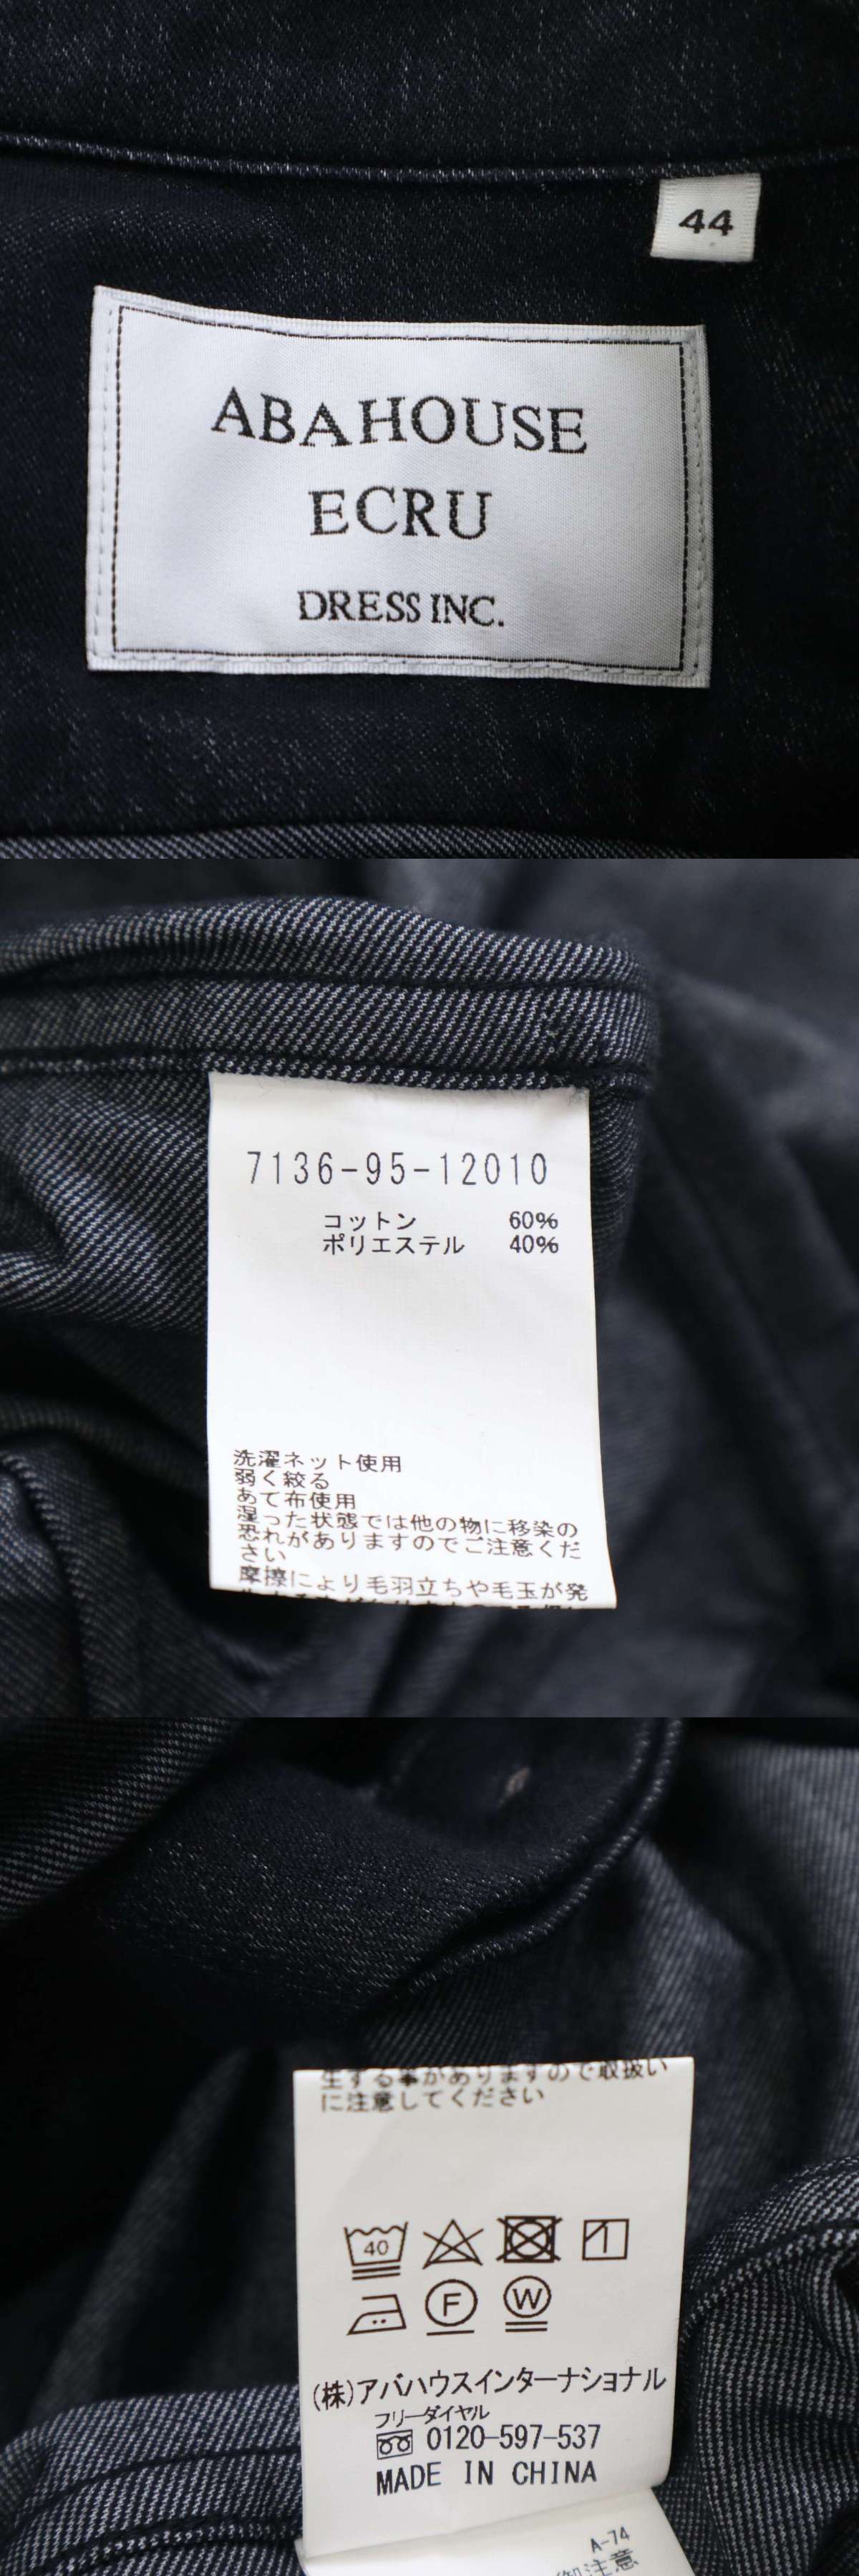 44
ABAHOUSE
ECRU
DRESS INC.
7136-95-12010
コットン 60%
ポリエステル 40%
洗濯ネット使用
弱く絞る
あて布使用
湿った状態では他の物に移染の
恐れがありますのでご注意くだ
さい
摩擦により毛羽立ちや毛玉が発
生する事がありますので取扱い
に注意してください
40
F
W
(株)アバハウスインターナショナル
フリーダイヤル
0120-597-537
MADE IN CHINA
A-74
御注意